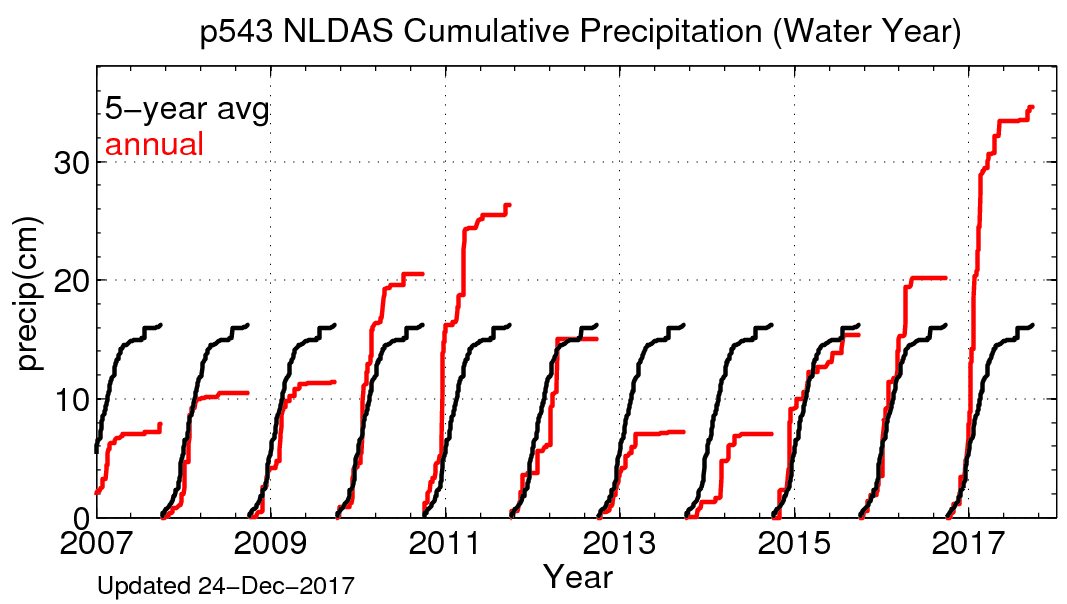 p543 NLDAS Cumulative Precipitation (Water Year)
5−year avg
annual
30
20
10
0
precip(cm)
2007 2009 2011 2013 2015 2017
Year
Updated 24−Dec−2017